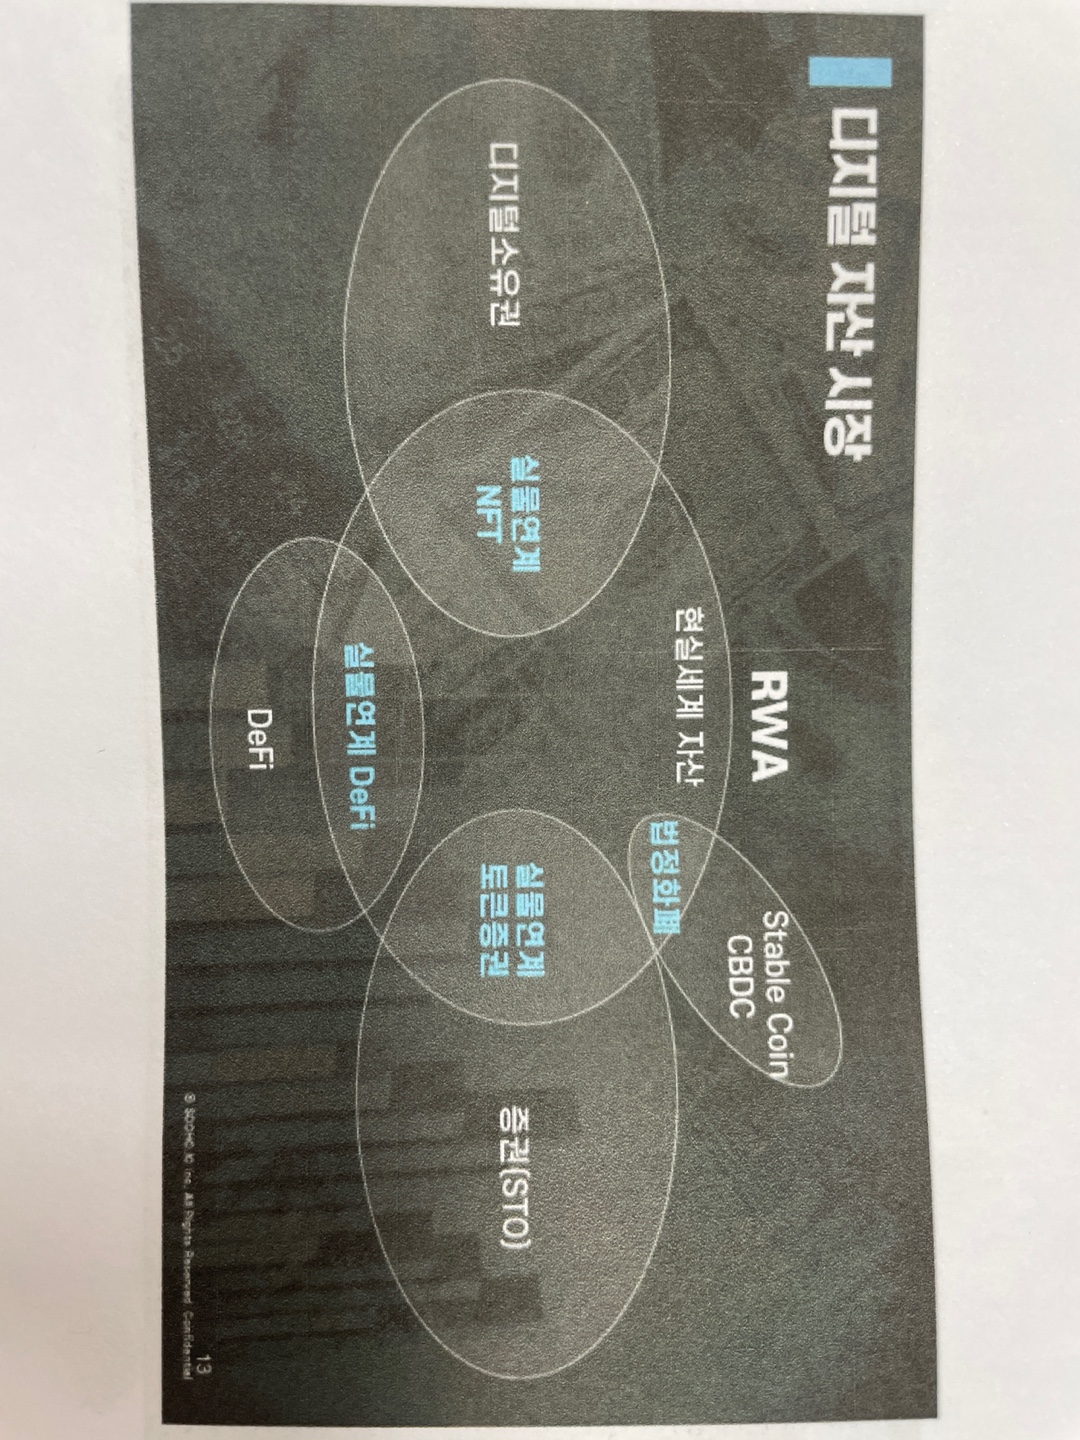 디지털 자산 시장
RWA
Stable Coin
CBDC
현실세계 자산
법정화폐
디지털소유권
실물연계
NFT
실물연계
토큰증권
증권(STO)
실물연계 DeFi
DeFi
13
© SOOHO.IO Inc. All Rights Reserved. Confidential